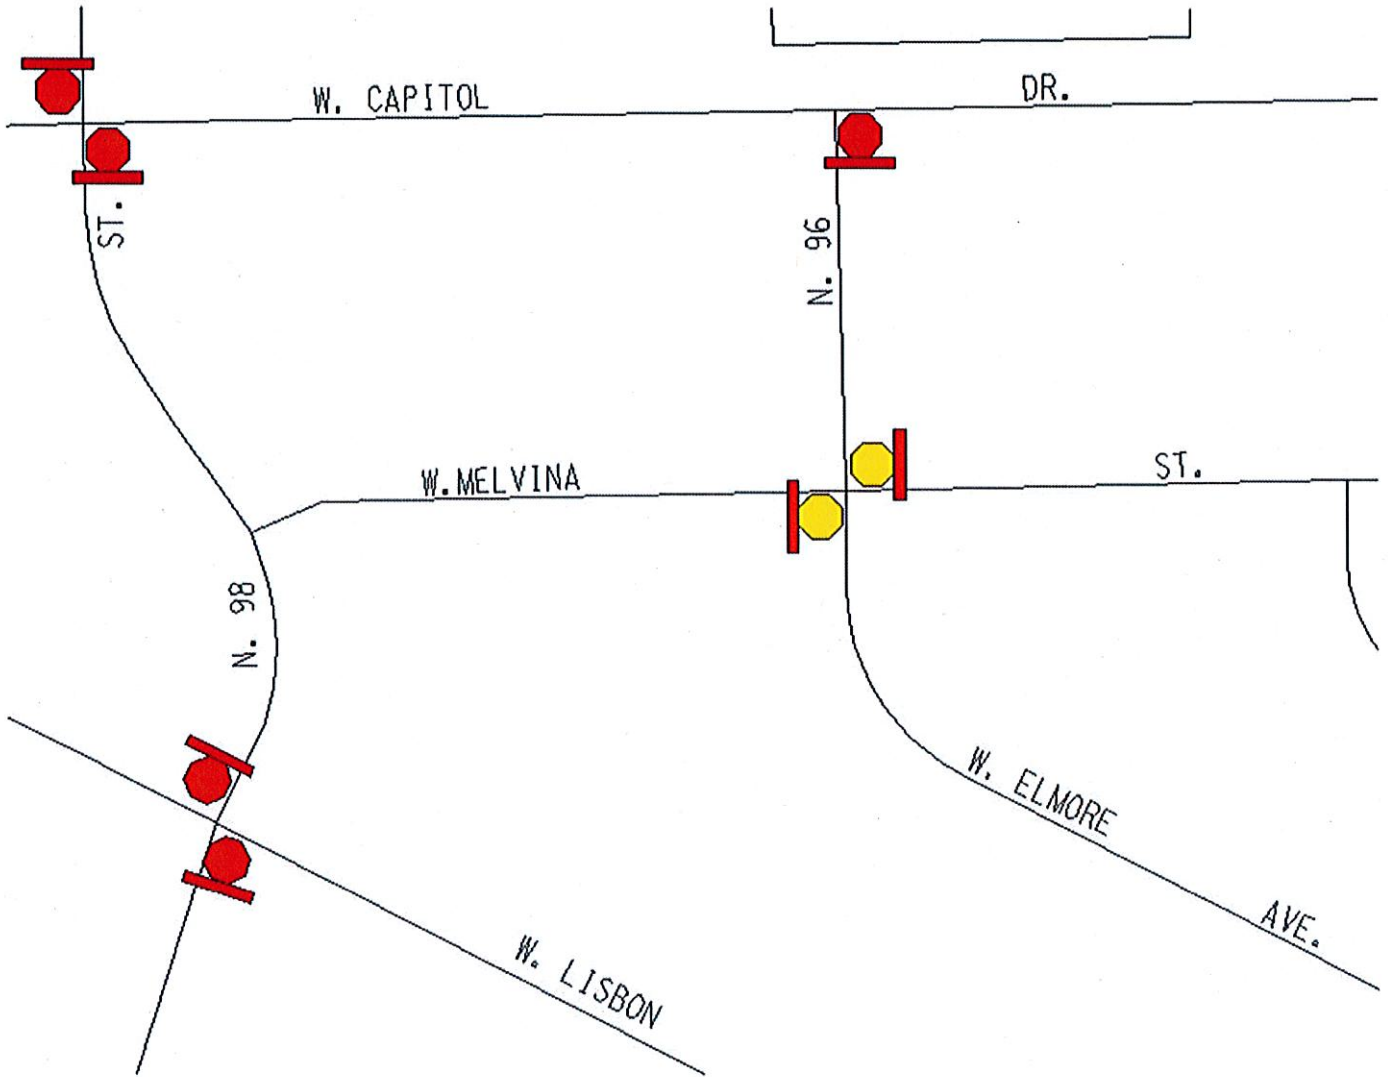 W. CAPITOL DR.
ST.
N. 96
W.MELVINA ST.
N. 98
W. ELMORE AVE.
W. LISBON